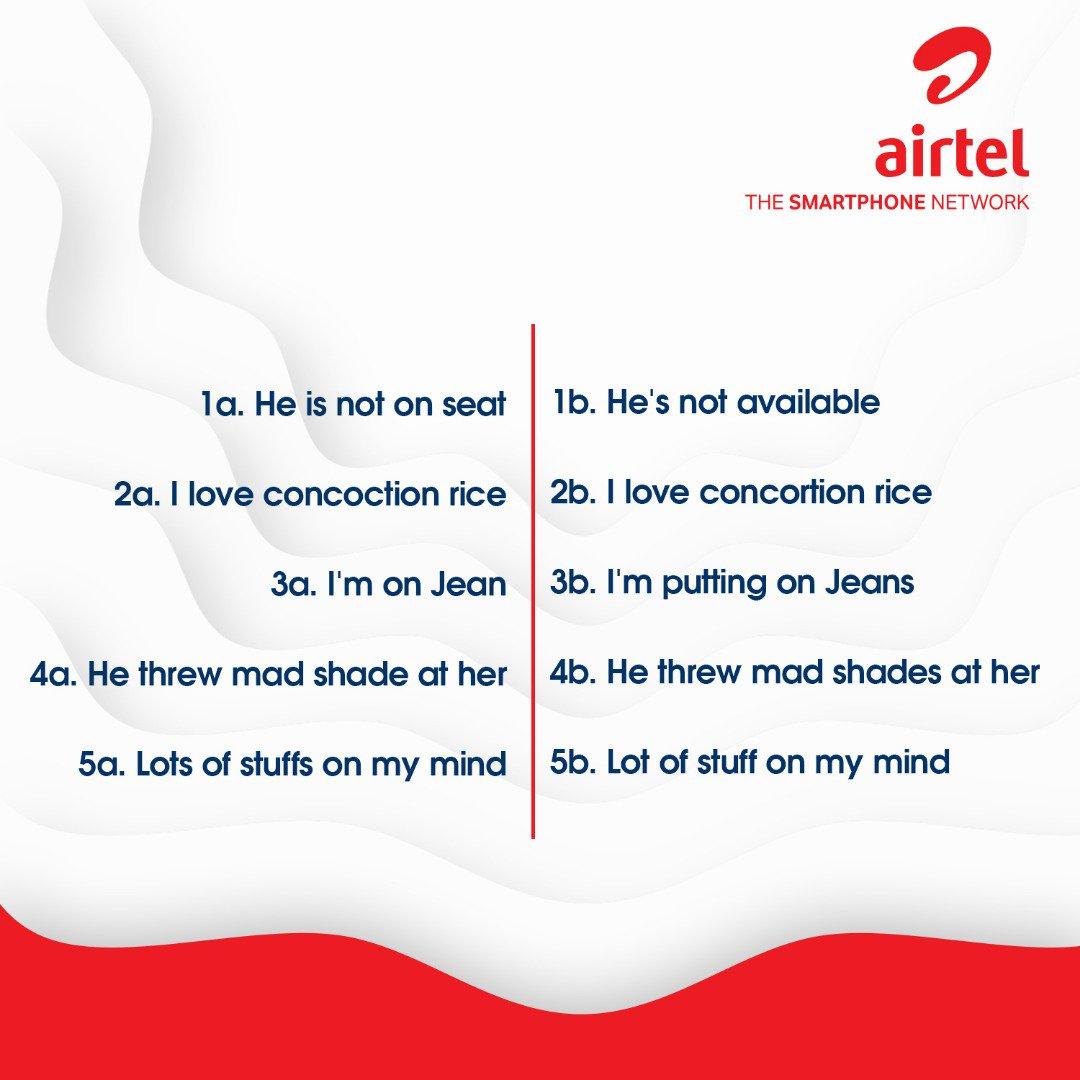 airtel
THE SMARTPHONE NETWORK
1a. He is not on seat
1b. He's not available
2a. I love concoction rice
2b. I love concortion rice
3a. I'm on Jean
3b. I'm putting on Jeans
4a. He threw mad shade at her
4b. He threw mad shades at her
5a. Lots of stuffs on my mind
5b. Lot of stuff on my mind